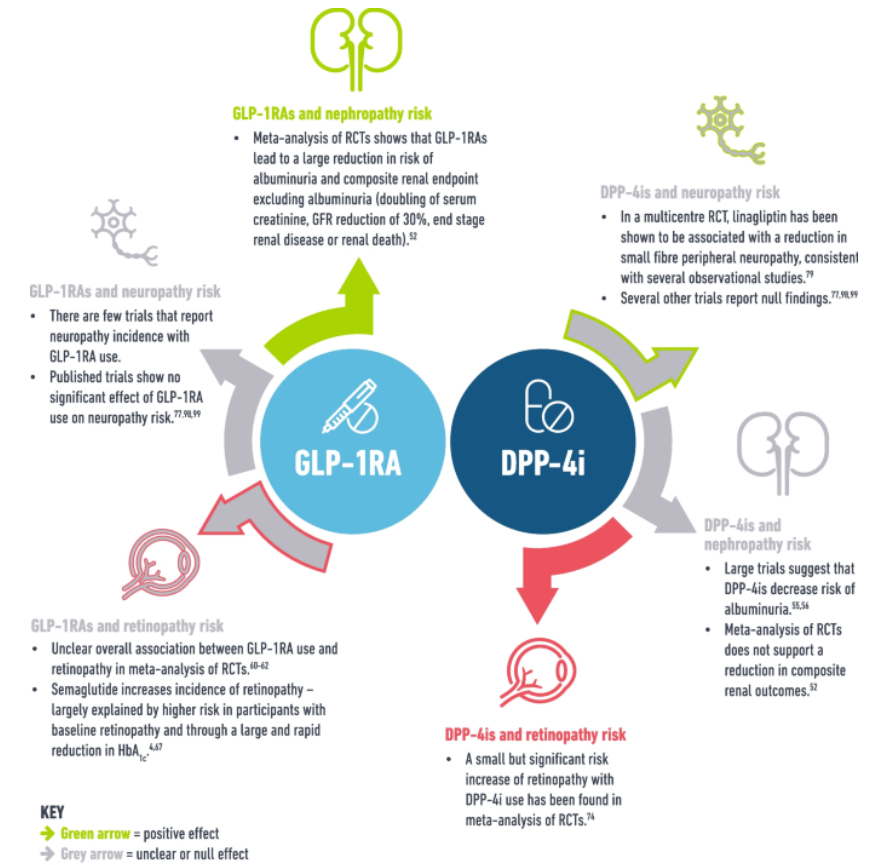 GLP-1RAs and nephropathy risk
• Meta-analysis of RCTs shows that GLP-1RAs
lead to a large reduction in risk of
albuminuria and composite renal endpoint
excluding albuminuria (doubling of serum
creatinine, GFR reduction of 30%, end stage
renal disease or renal death).52
DPP-4is and neuropathy risk
• In a multicentre RCT, linagliptin has been
shown to be associated with a reduction in
small fibre peripheral neuropathy, consistent
with several observational studies.79
• Several other trials report null findings.77,98,99
GLP-1RAs and neuropathy risk
• There are few trials that report
neuropathy incidence with
GLP-1RA use.
• Published trials show no
significant effect of GLP-1RA
use on neuropathy risk.77,98,99
GLP-1RA
DPP-4i
DPP-4is and
nephropathy risk
• Large trials suggest that
DPP-4is decrease risk of
albuminuria.55,56
• Meta-analysis of RCTs
does not support a
reduction in composite
renal outcomes.52
GLP-1RAs and retinopathy risk
• Unclear overall association between GLP-1RA use and
retinopathy in meta-analysis of RCTs.60-62
• Semaglutide increases incidence of retinopathy –
largely explained by higher risk in participants with
baseline retinopathy and through a large and rapid
reduction in HbA1c.4,67
DPP-4is and retinopathy risk
• A small but significant risk
increase of retinopathy with
DPP-4i use has been found in
meta-analysis of RCTs.74
KEY
Green arrow = positive effect
Grey arrow = unclear or null effect